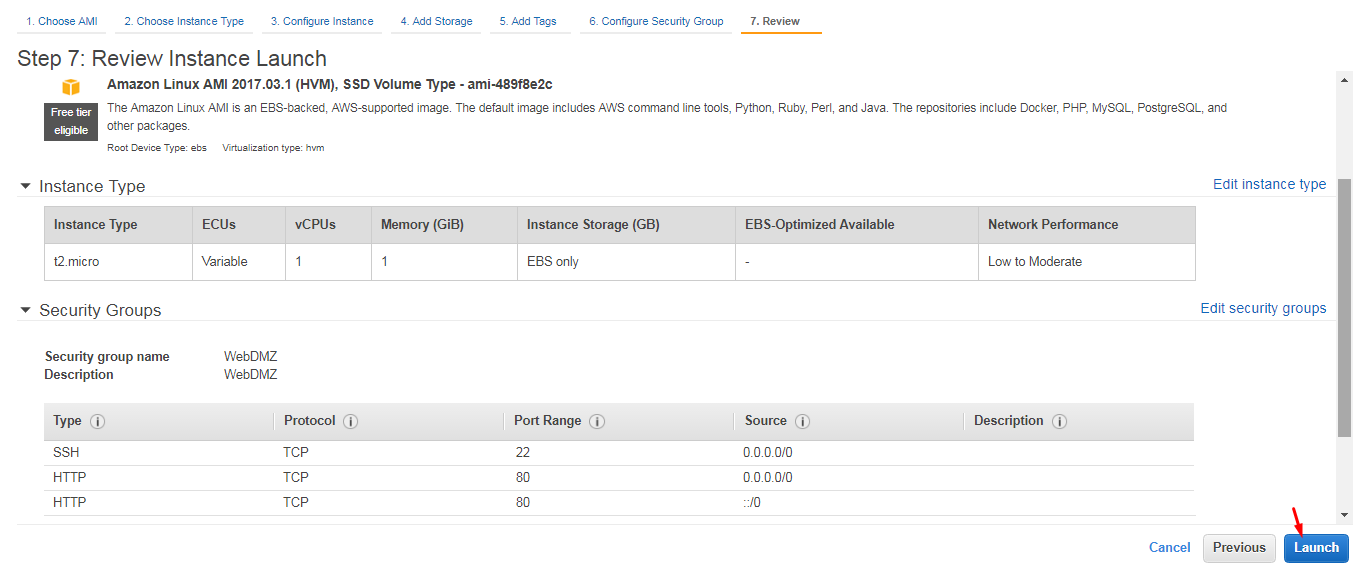 1. Choose AMI 2. Choose Instance Type 3. Configure Instance 4. Add Storage 5. Add Tags 6. Configure Security Group 7. Review
Step 7: Review Instance Launch
Amazon Linux AMI 2017.03.1 (HVM), SSD Volume Type - ami-489f8e2c
Free tier
eligible
The Amazon Linux AMI is an EBS-backed, AWS-supported image. The default image includes AWS command line tools, Python, Ruby, Perl, and Java. The repositories include Docker, PHP, MySQL, PostgreSQL, and
other packages.
Root Device Type: ebs Virtualization type: hvm
Instance Type Edit instance type
Instance Type ECUs vCPUs Memory (GiB) Instance Storage (GB) EBS-Optimized Available Network Performance
t2.micro Variable 1 1 EBS only - Low to Moderate
Security Groups Edit security groups
Security group name WebDMZ
Description WebDMZ
Type i Protocol i Port Range i Source i Description i
SSH TCP 22 0.0.0.0/0
HTTP TCP 80 0.0.0.0/0
HTTP TCP 80 ::/0
Cancel Previous Launch